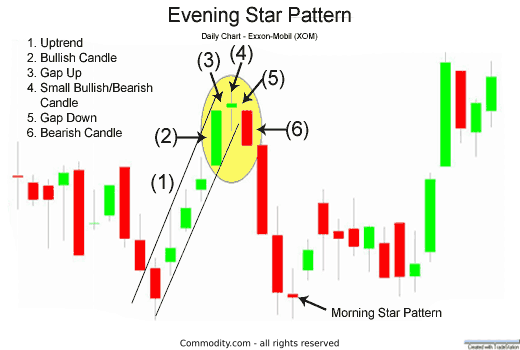 Evening Star Pattern
Daily Chart - Exxon-Mobil (XOM)
1. Uptrend
2. Bullish Candle
3. Gap Up
4. Small Bullish/Bearish
Candle
5. Gap Down
6. Bearish Candle
(3)
(4)
(5)
(2)
(6)
(1)
Morning Star Pattern
Commodity.com - all rights reserved
Created with TradeStation